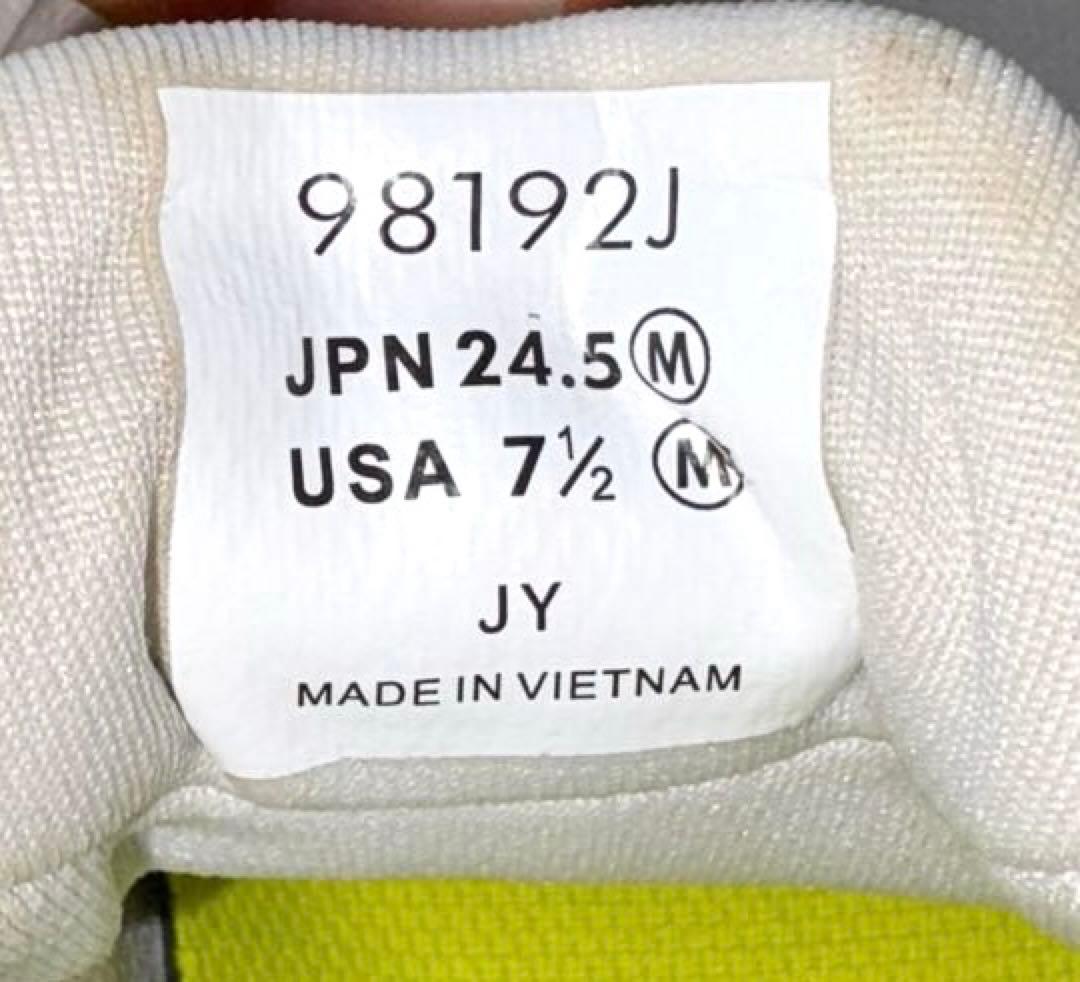 98192J
JPN 24.5 Ⓜ
USA 7½ Ⓜ
JY
MADE IN VIETNAM